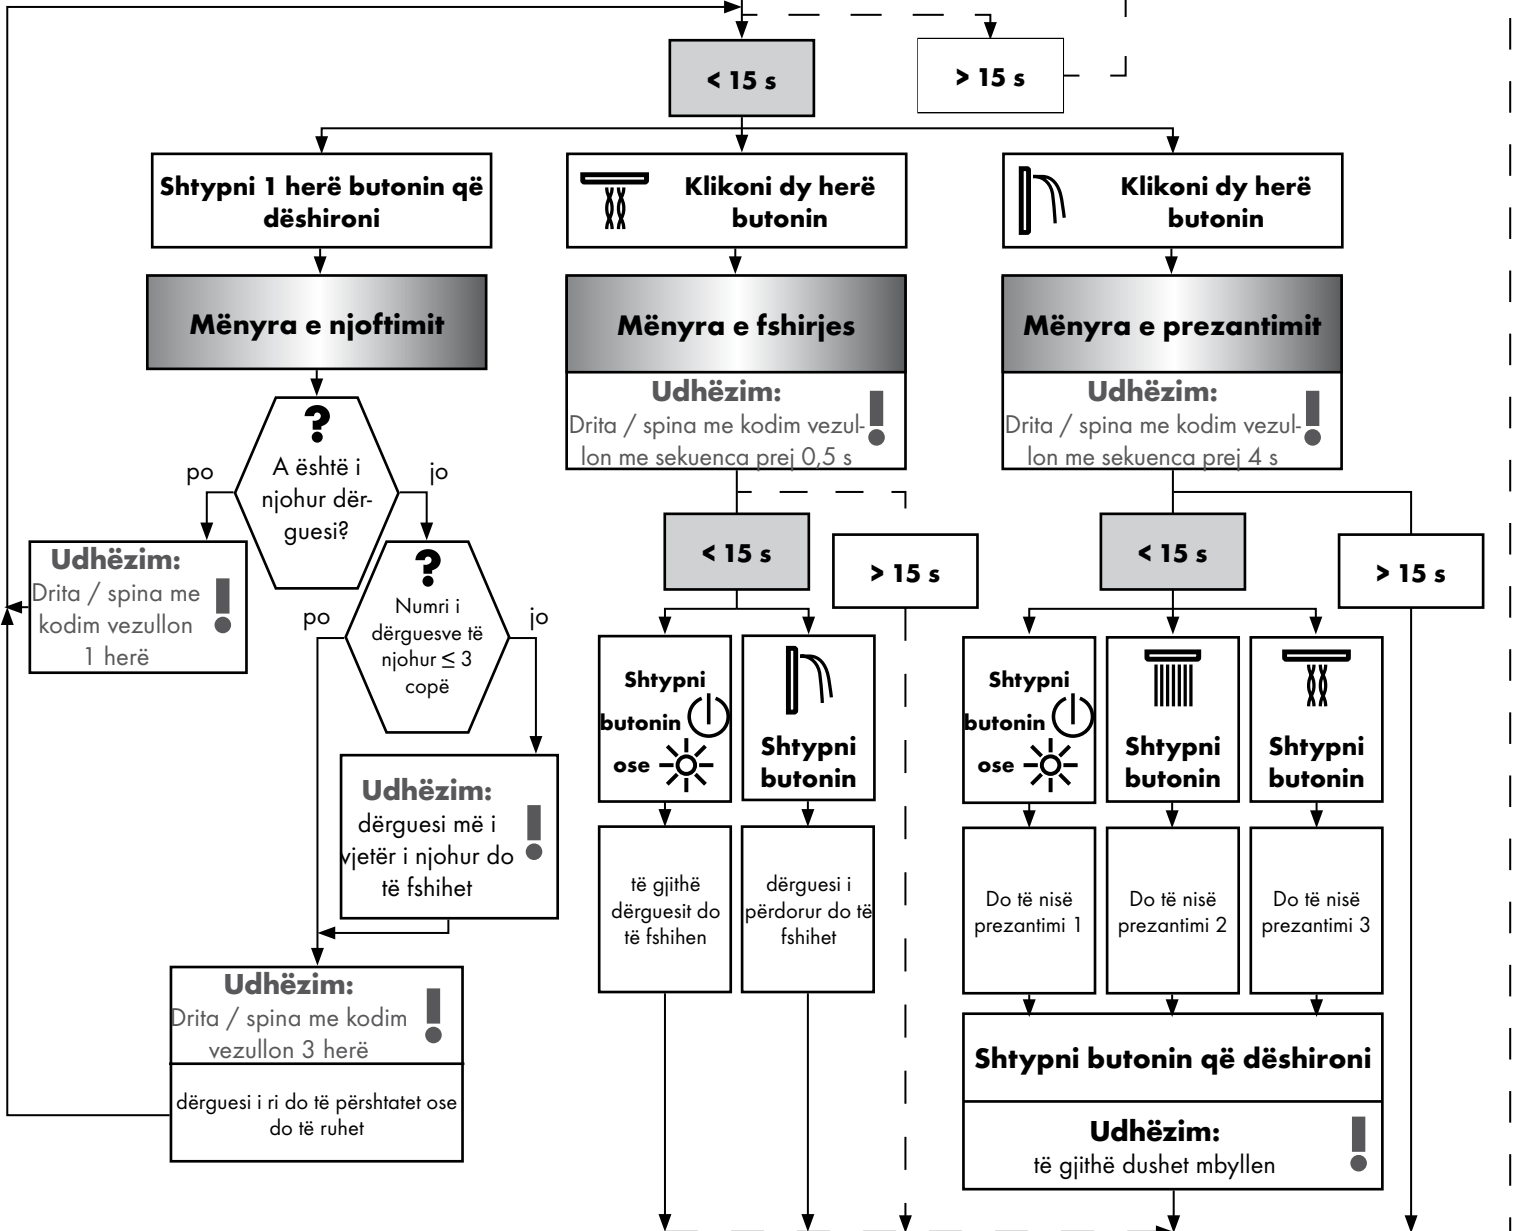 < 15 s
> 15 s
Shtypni 1 herë butonin që
dëshironi
Klikoni dy herë
butonin
Klikoni dy herë
butonin
Mënyra e njoftimit
Mënyra e fshirjes
Mënyra e prezantimit
Udhëzim:
Drita / spina me kodim vezul-
lon me sekuenca prej 0,5 s
Udhëzim:
Drita / spina me kodim vezul-
lon me sekuenca prej 4 s
?
A është i
njohur dër-
guesi?
po
jo
Udhëzim:
Drita / spina me
kodim vezullon
1 herë
?
Numri i
dërguesve të
njohur ≤ 3
copë
po
jo
Udhëzim:
dërguesi më i
vjetër i njohur do
të fshihet
Udhëzim:
Drita / spina me kodim
vezullon 3 herë
dërguesi i ri do të përshtatet ose
do të ruhet
< 15 s
> 15 s
Shtypni
butonin
ose
Shtypni
butonin
të gjithë
dërguesit do
të fshihen
dërguesi i
përdorur do të
fshihet
< 15 s
> 15 s
Shtypni
butonin
ose
Shtypni
butonin
Shtypni
butonin
Do të nisë
prezantimi 1
Do të nisë
prezantimi 2
Do të nisë
prezantimi 3
Shtypni butonin që dëshironi
Udhëzim:
të gjithë dushet mbyllen